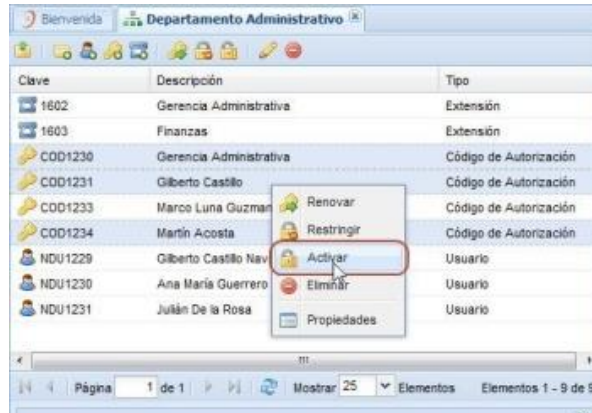 Bienvenida Departamento Administrativo
Clave Descripción Tipo
1602 Gerencia Administrativa Extensión
1603 Finanzas Extensión
COD1230 Gerencia Administrativa Código de Autorización
COD1231 Gilberto Castillo Código de Autorización
COD1233 Marco Luna Guzman Código de Autorización
COD1234 Martín Acosta Código de Autorización
NDU1229 Gilberto Castillo Nav Usuario
NDU1230 Ana María Guerrero Usuario
NDU1231 Julián De la Rosa Usuario
Renovar
Restringir
Activar
Eliminar
Propiedades
Página 1 de 1 Mostrar 25 Elementos Elementos 1 - 9 de 9